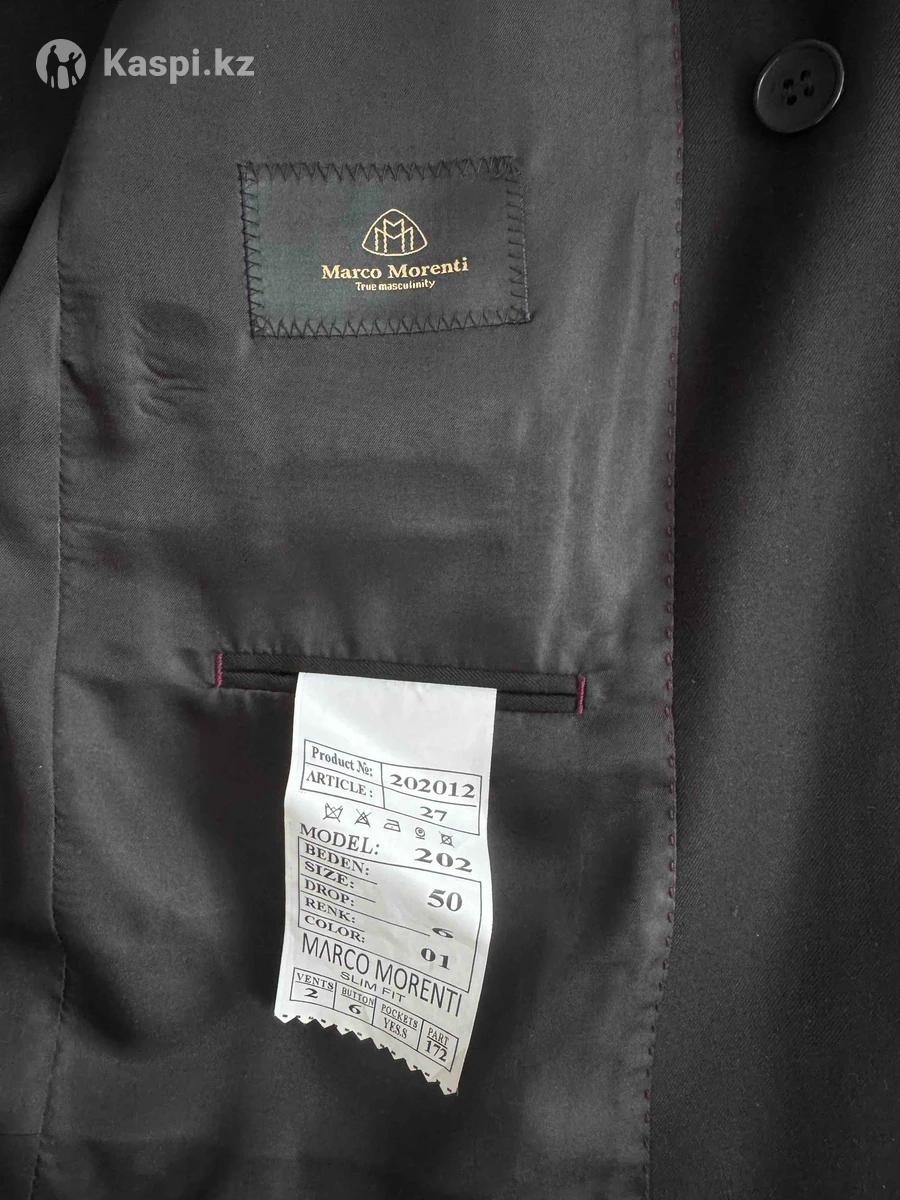 Kaspi.kz
Marco Morenti
True masculinity
Product №: 202012
ARTICLE: 27
MODEL: 202
BEDEN:
SIZE: 50
DROP: 6
RENK:
COLOR: 01
MARCO MORENTI
SLIM FIT
VENTS BUTTON POCKETS PART
2 6 YES.S 172